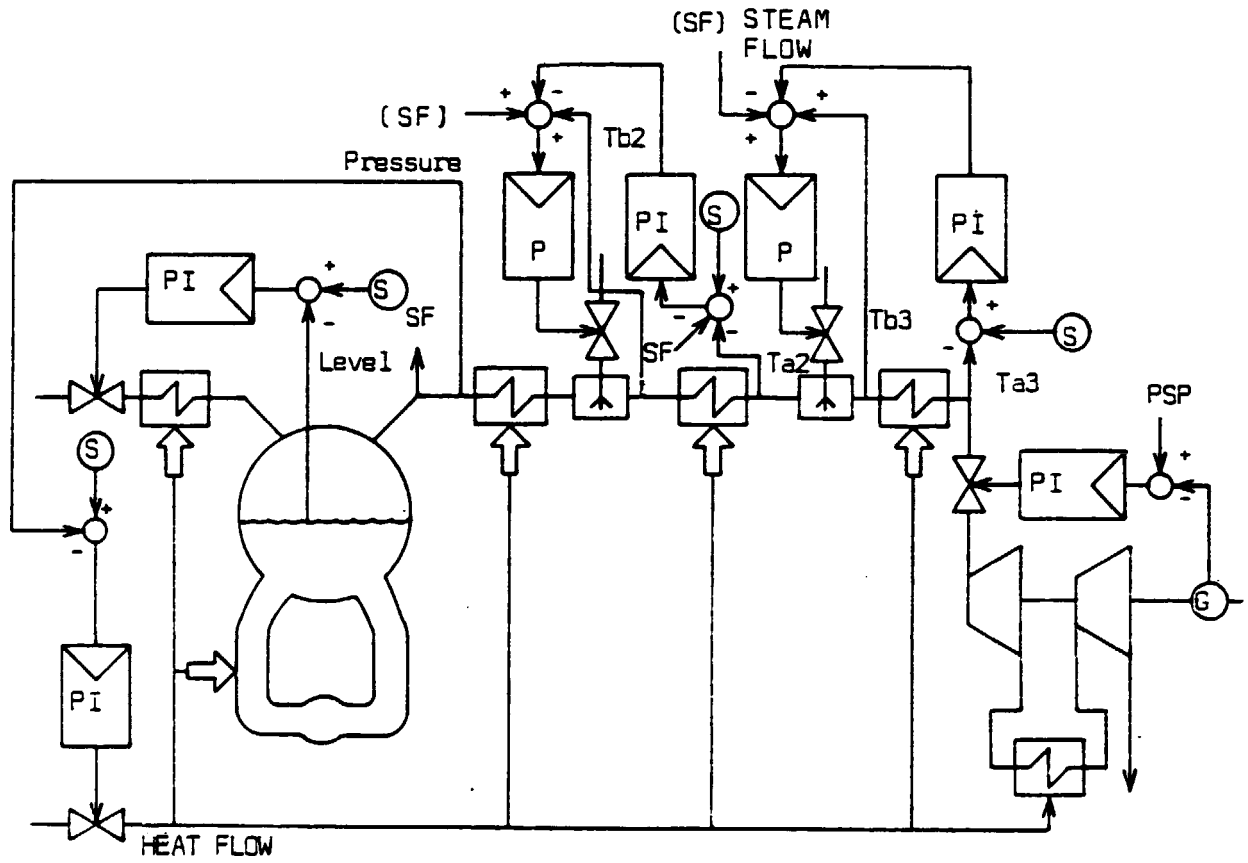 (SF) STEAM
FLOW
+
-
-
+
(SF)
+
Tb2
+
Pressure
P
PI
S
P
PI
+
PI
+
S
SF
-
+
-
-
SF
Tb3
+
S
-
Level
Ta2
Ta3
PSP
S
+
PI
-
+
-
PI
G
HEAT FLOW